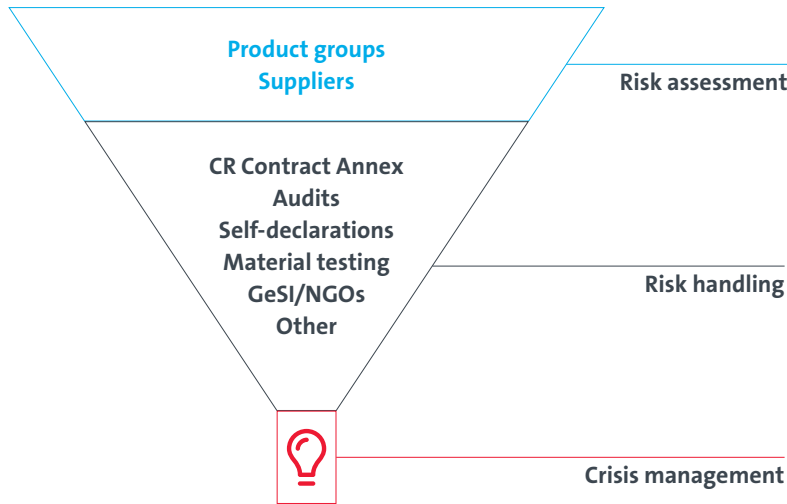 Product groups
Suppliers
Risk assessment
CR Contract Annex
Audits
Self-declarations
Material testing
GeSI/NGOs
Other
Risk handling
Crisis management